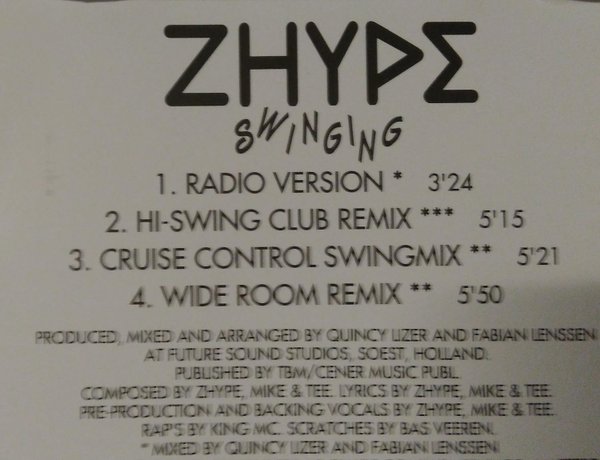 ZHYPE
SWINGING
1. RADIO VERSION * 3'24
2. HI-SWING CLUB REMIX *** 5'15
3. CRUISE CONTROL SWINGMIX ** 5'21
4. WIDE ROOM REMIX ** 5'50
PRODUCED, MIXED AND ARRANGED BY QUINCY LIZER AND FABIAN LENSSEN
AT FUTURE SOUND STUDIOS, SOEST, HOLLAND.
PUBLISHED BY TBM/CENER MUSIC PUBL.
COMPOSED BY ZHYPE, MIKE & TEE. LYRICS BY ZHYPE, MIKE & TEE.
PRE-PRODUCTION AND BACKING VOCALS BY ZHYPE, MIKE & TEE.
RAP'S BY KING MC. SCRATCHES BY BAS VEEREN.
* MIXED BY QUINCY LIZER AND FABIAN LENSSEN